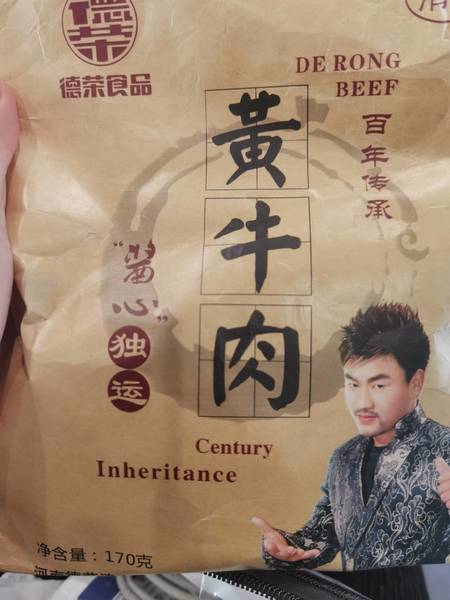 德荣
德荣食品
DE RONG
BEEF
百年传承
黄牛肉
"酱心"
独运
Century
Inheritance
净含量：170克